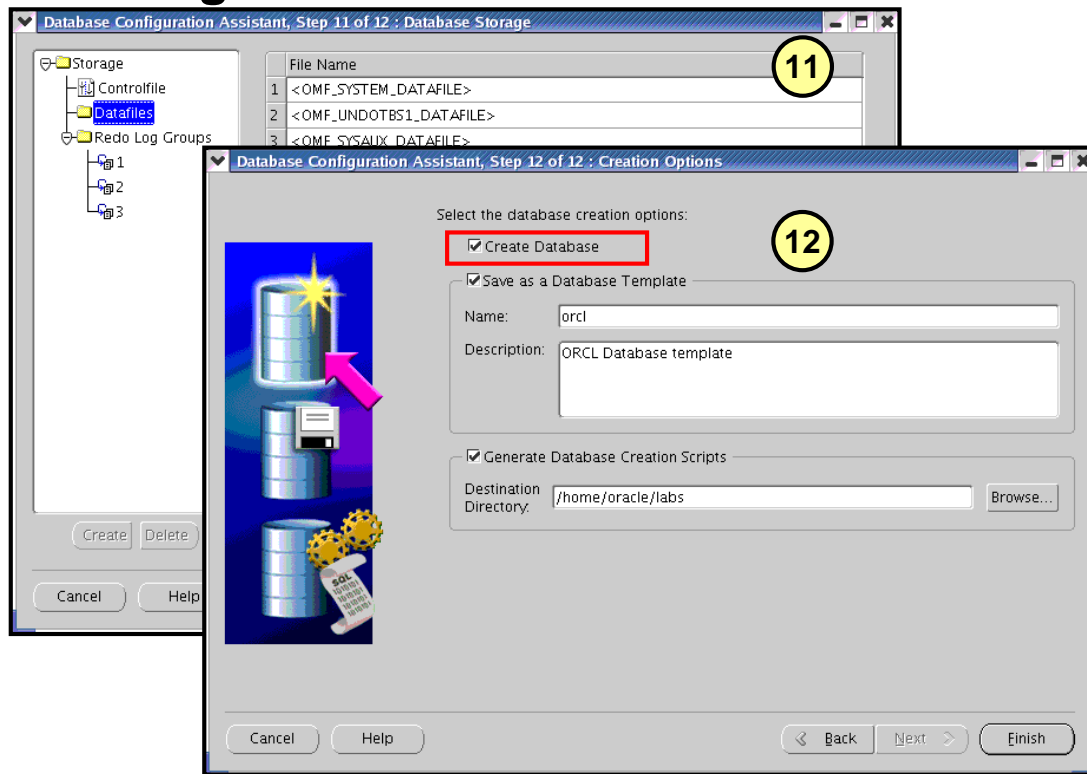 Database Configuration Assistant, Step 11 of 12 : Database Storage
Storage
Controlfile
Datafiles
Redo Log Groups
1
2
3
File Name
1 <OMF_SYSTEM_DATAFILE>
2 <OMF_UNDOTBS1_DATAFILE>
3 <OMF_SYSAUX_DATAFILE>
11
Create Delete
Cancel Help
Database Configuration Assistant, Step 12 of 12 : Creation Options
Select the database creation options:
Create Database
12
Save as a Database Template
Name: orcl
Description: ORCL Database template
Generate Database Creation Scripts
Destination
Directory: /home/oracle/labs Browse...
SQL
Cancel Help Back Next Finish